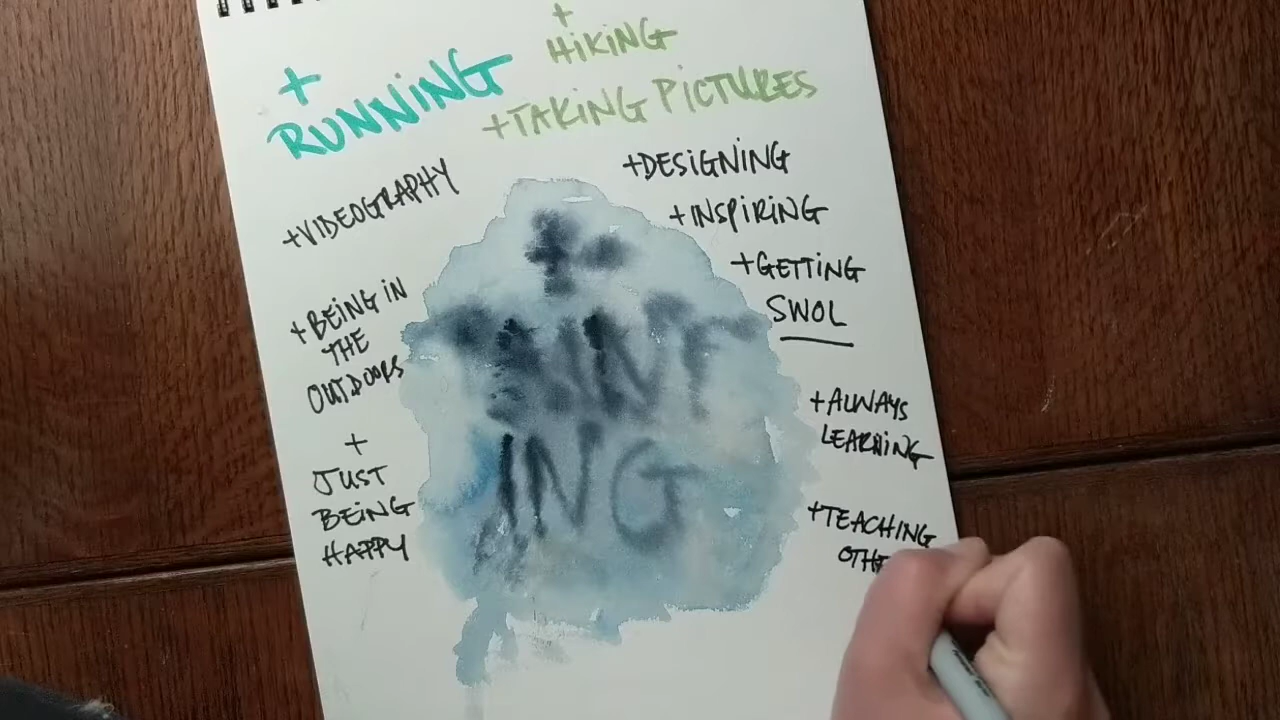 +
HiKiNG
+
RUNNiNG
+TAKiNG PiCTURES
+VIDEOGRAPHY
+DESiGNiNG
+INSPiRiNG
+GETTiNG
SWOL
+BEiNG IN
THE
OUTDOORS
+
JUST
BEiNG
HAPPY
+
ING
+ALWAYS
LEARNiNG
+TEACHiNG